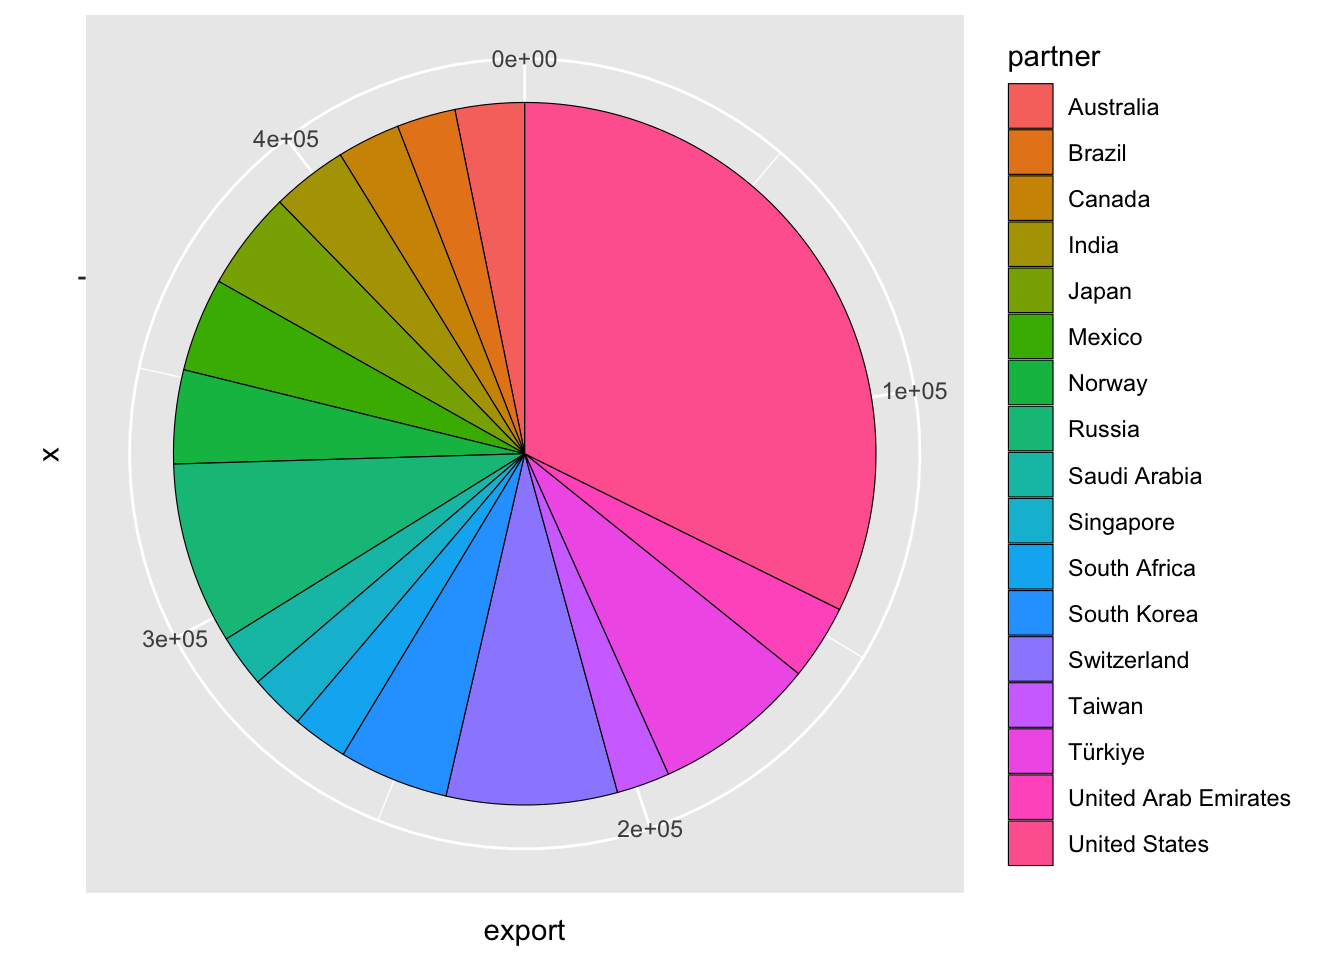 0e+00
4e+05
1e+05
3e+05
2e+05
x
export
partner
Australia
Brazil
Canada
India
Japan
Mexico
Norway
Russia
Saudi Arabia
Singapore
South Africa
South Korea
Switzerland
Taiwan
Türkiye
United Arab Emirates
United States